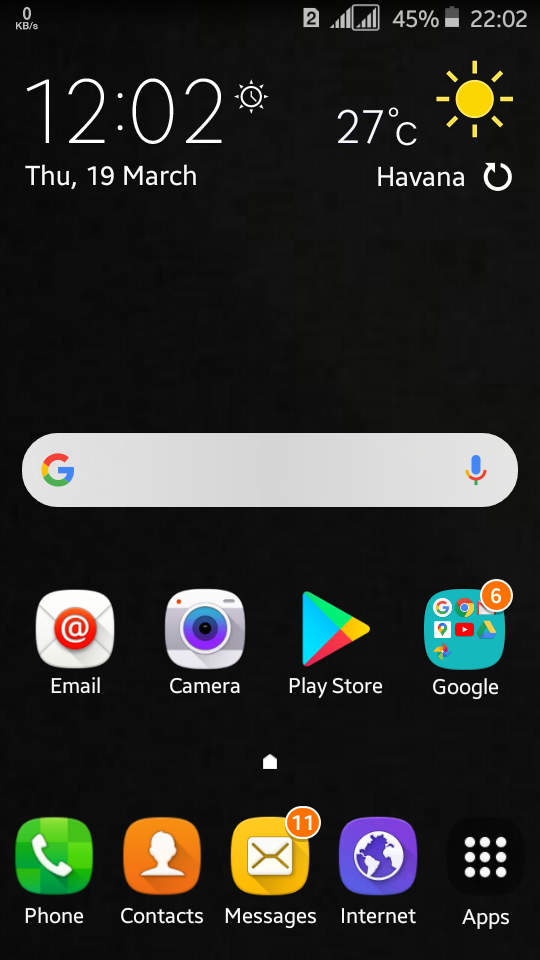 0
KB/s
2
45%
22:02
12:02
27°c
Thu, 19 March
Havana
G
@
6
Email
Camera
Play Store
Google
11
Phone
Contacts
Messages
Internet
Apps